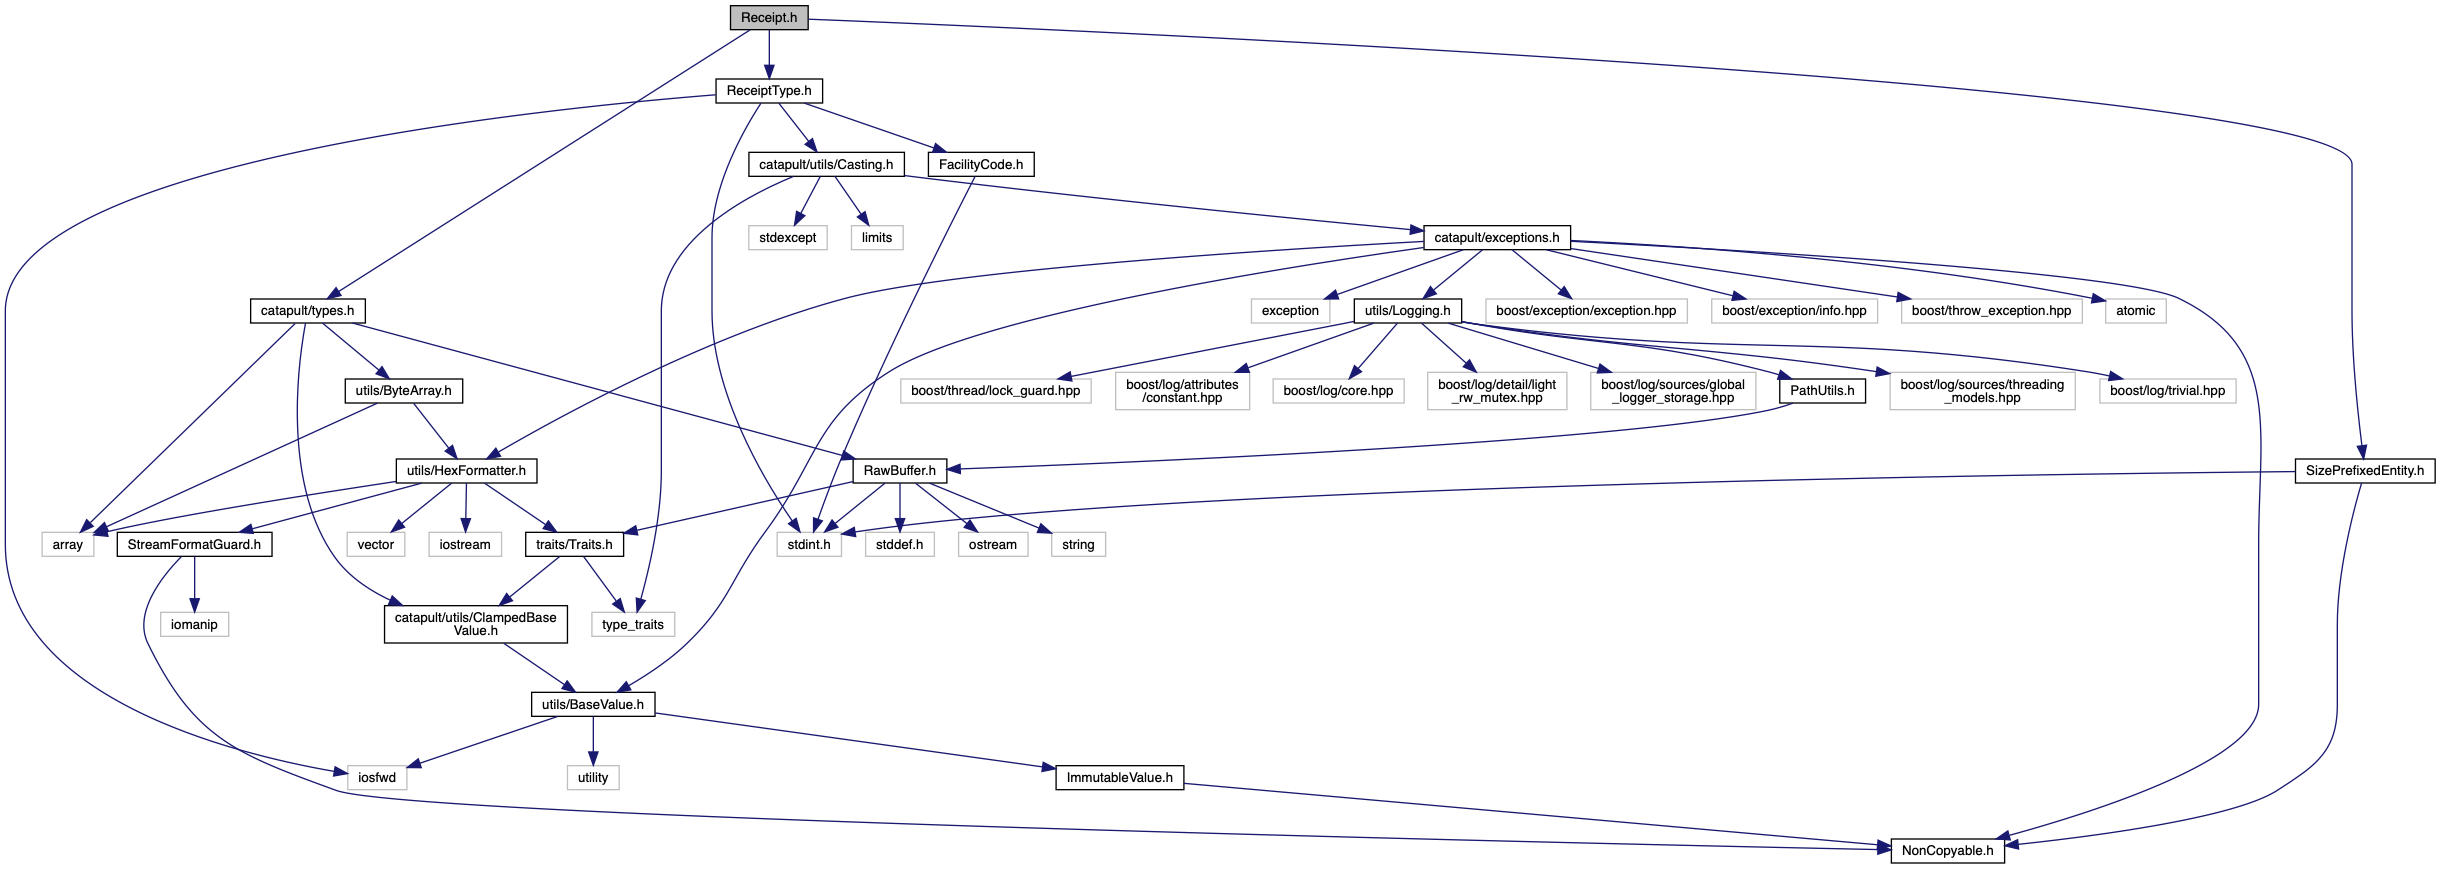 Receipt.h
ReceiptType.h
catapult/utils/Casting.h
FacilityCode.h
stdexcept
limits
catapult/exceptions.h
catapult/types.h
exception
utils/Logging.h
boost/exception/exception.hpp
boost/exception/info.hpp
boost/throw_exception.hpp
atomic
utils/ByteArray.h
boost/thread/lock_guard.hpp
boost/log/attributes
/constant.hpp
boost/log/core.hpp
boost/log/detail/light
_rw_mutex.hpp
boost/log/sources/global
_logger_storage.hpp
PathUtils.h
boost/log/sources/threading
_models.hpp
boost/log/trivial.hpp
utils/HexFormatter.h
RawBuffer.h
SizePrefixedEntity.h
array
StreamFormatGuard.h
vector
iostream
traits/Traits.h
stdint.h
stddef.h
ostream
string
iomanip
catapult/utils/ClampedBase
Value.h
type_traits
utils/BaseValue.h
iosfwd
utility
ImmutableValue.h
NonCopyable.h